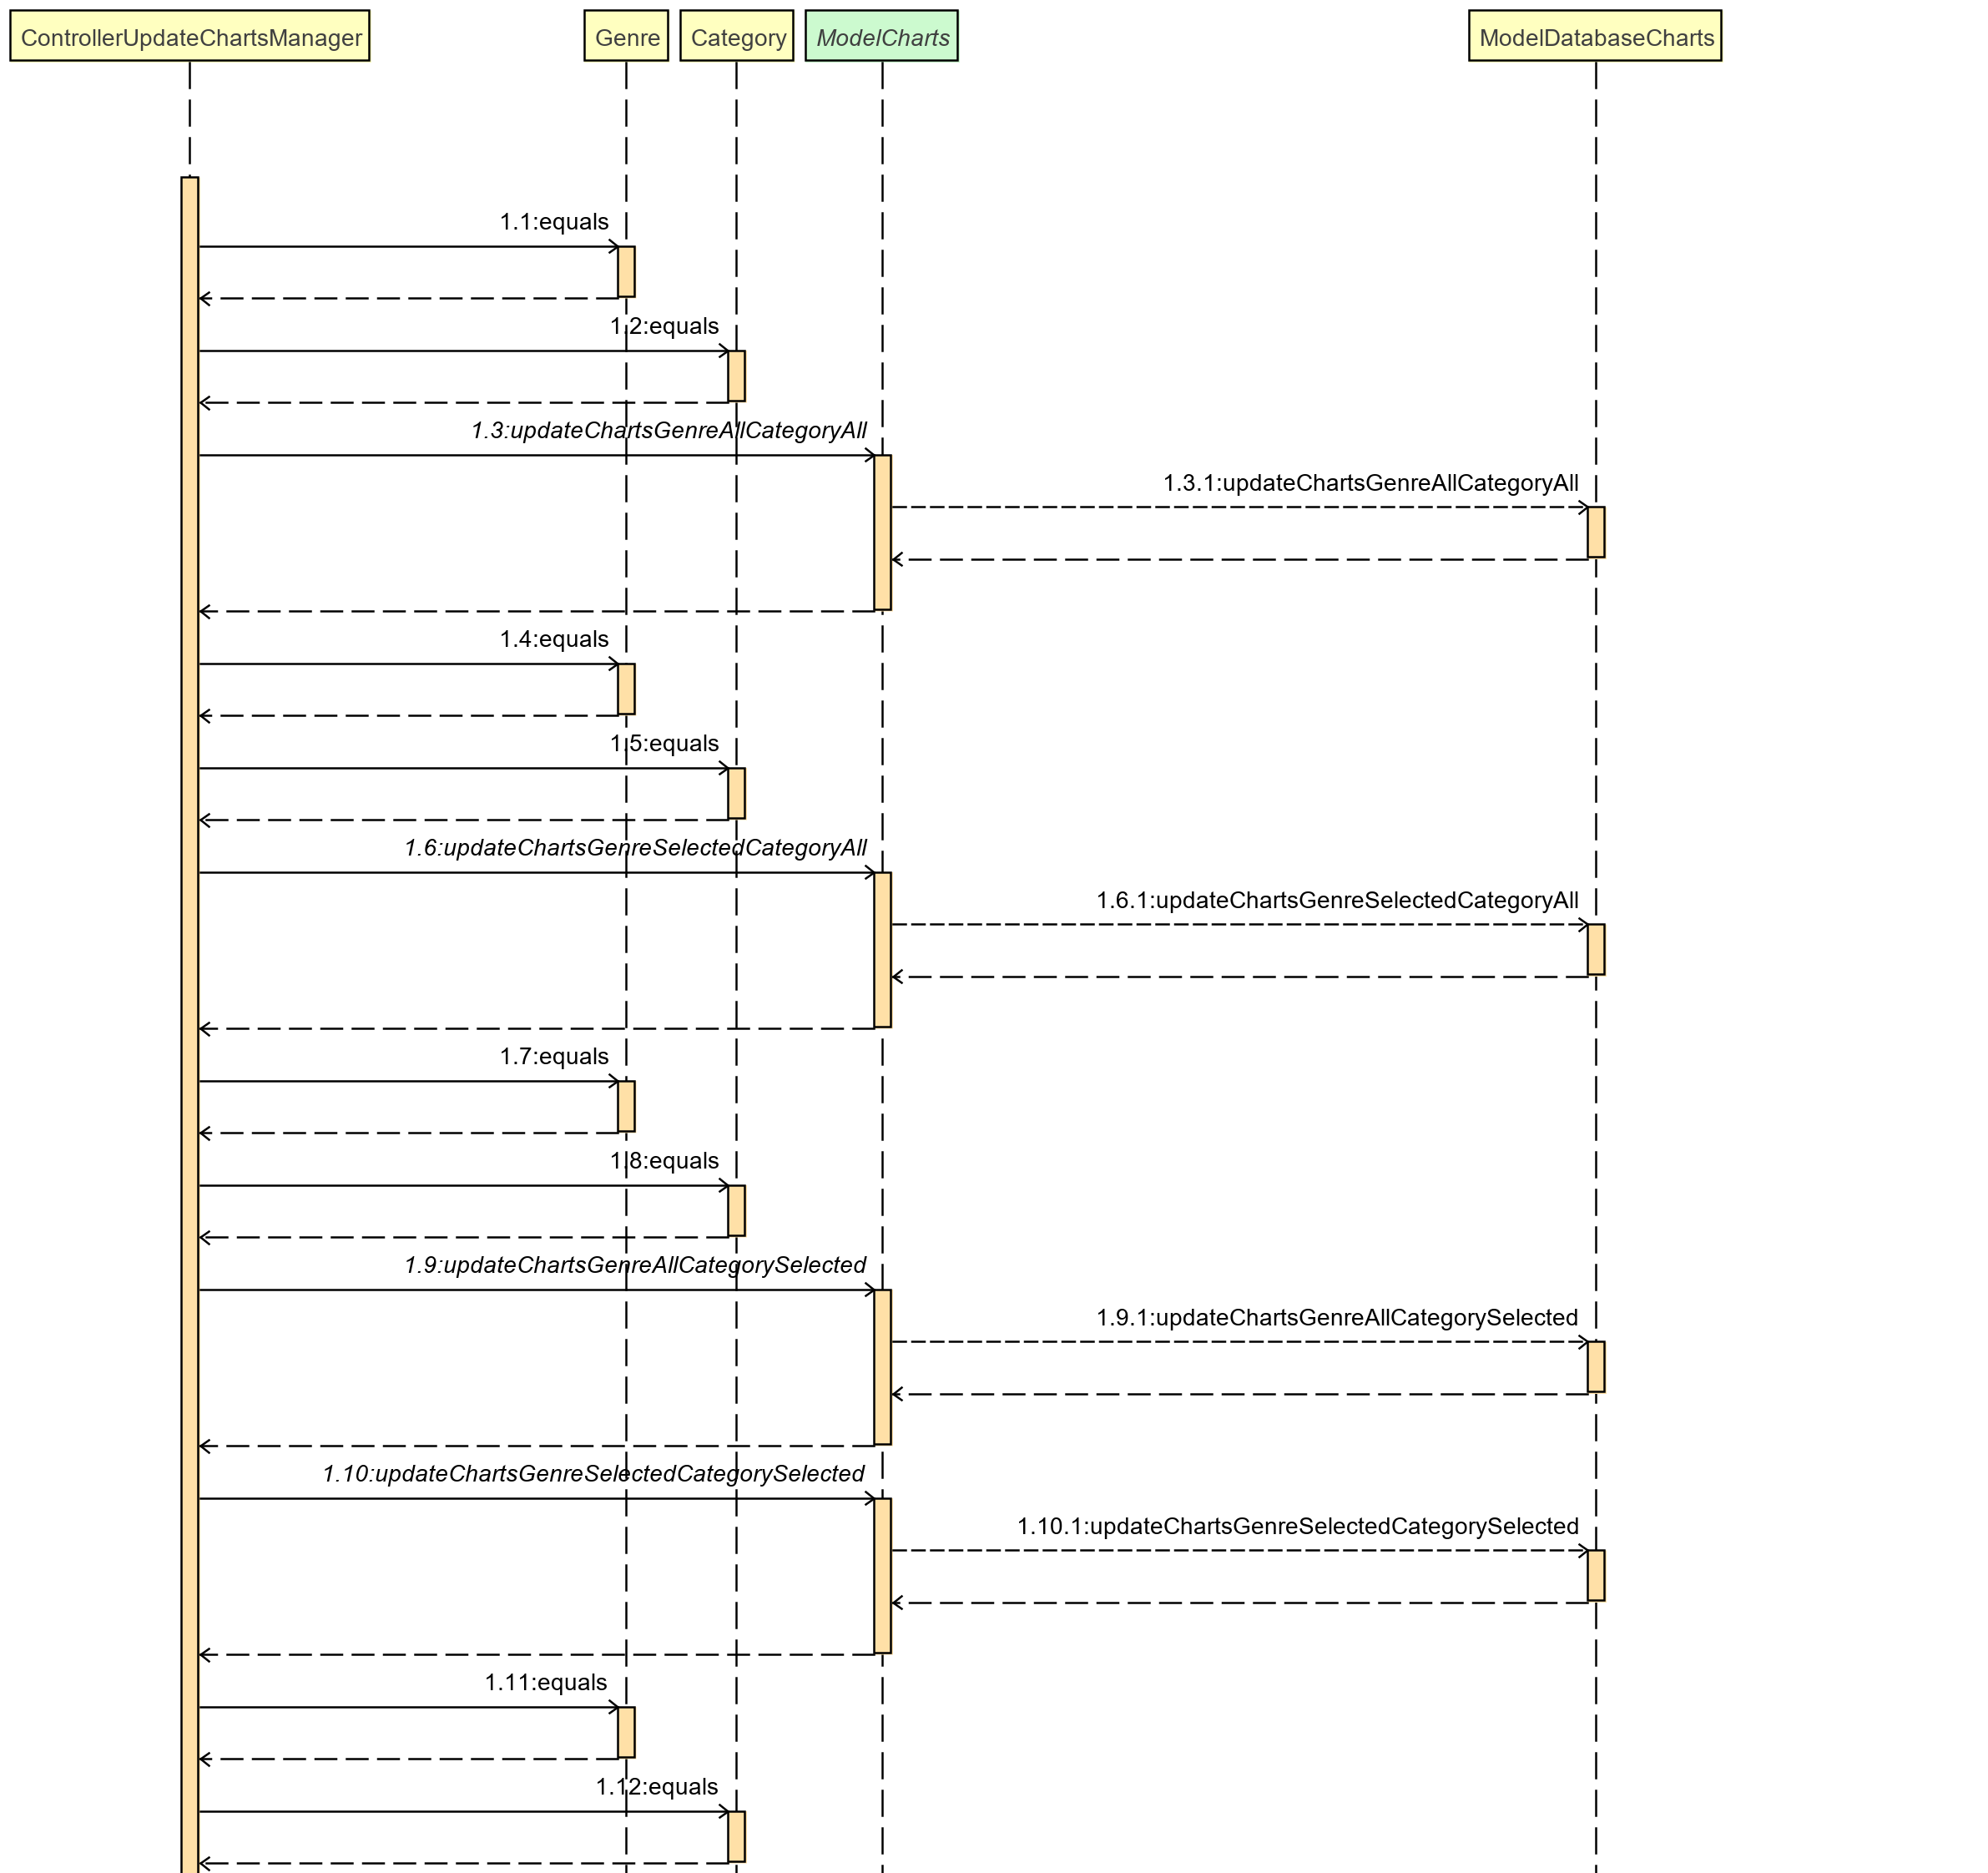 ControllerUpdateChartsManager
Genre
Category
ModelCharts
ModelDatabaseCharts
1.1:equals
1.2:equals
1.3:updateChartsGenreAllCategoryAll
1.3.1:updateChartsGenreAllCategoryAll
1.4:equals
1.5:equals
1.6:updateChartsGenreSelectedCategoryAll
1.6.1:updateChartsGenreSelectedCategoryAll
1.7:equals
1.8:equals
1.9:updateChartsGenreAllCategorySelected
1.9.1:updateChartsGenreAllCategorySelected
1.10:updateChartsGenreSelectedCategorySelected
1.10.1:updateChartsGenreSelectedCategorySelected
1.11:equals
1.12:equals